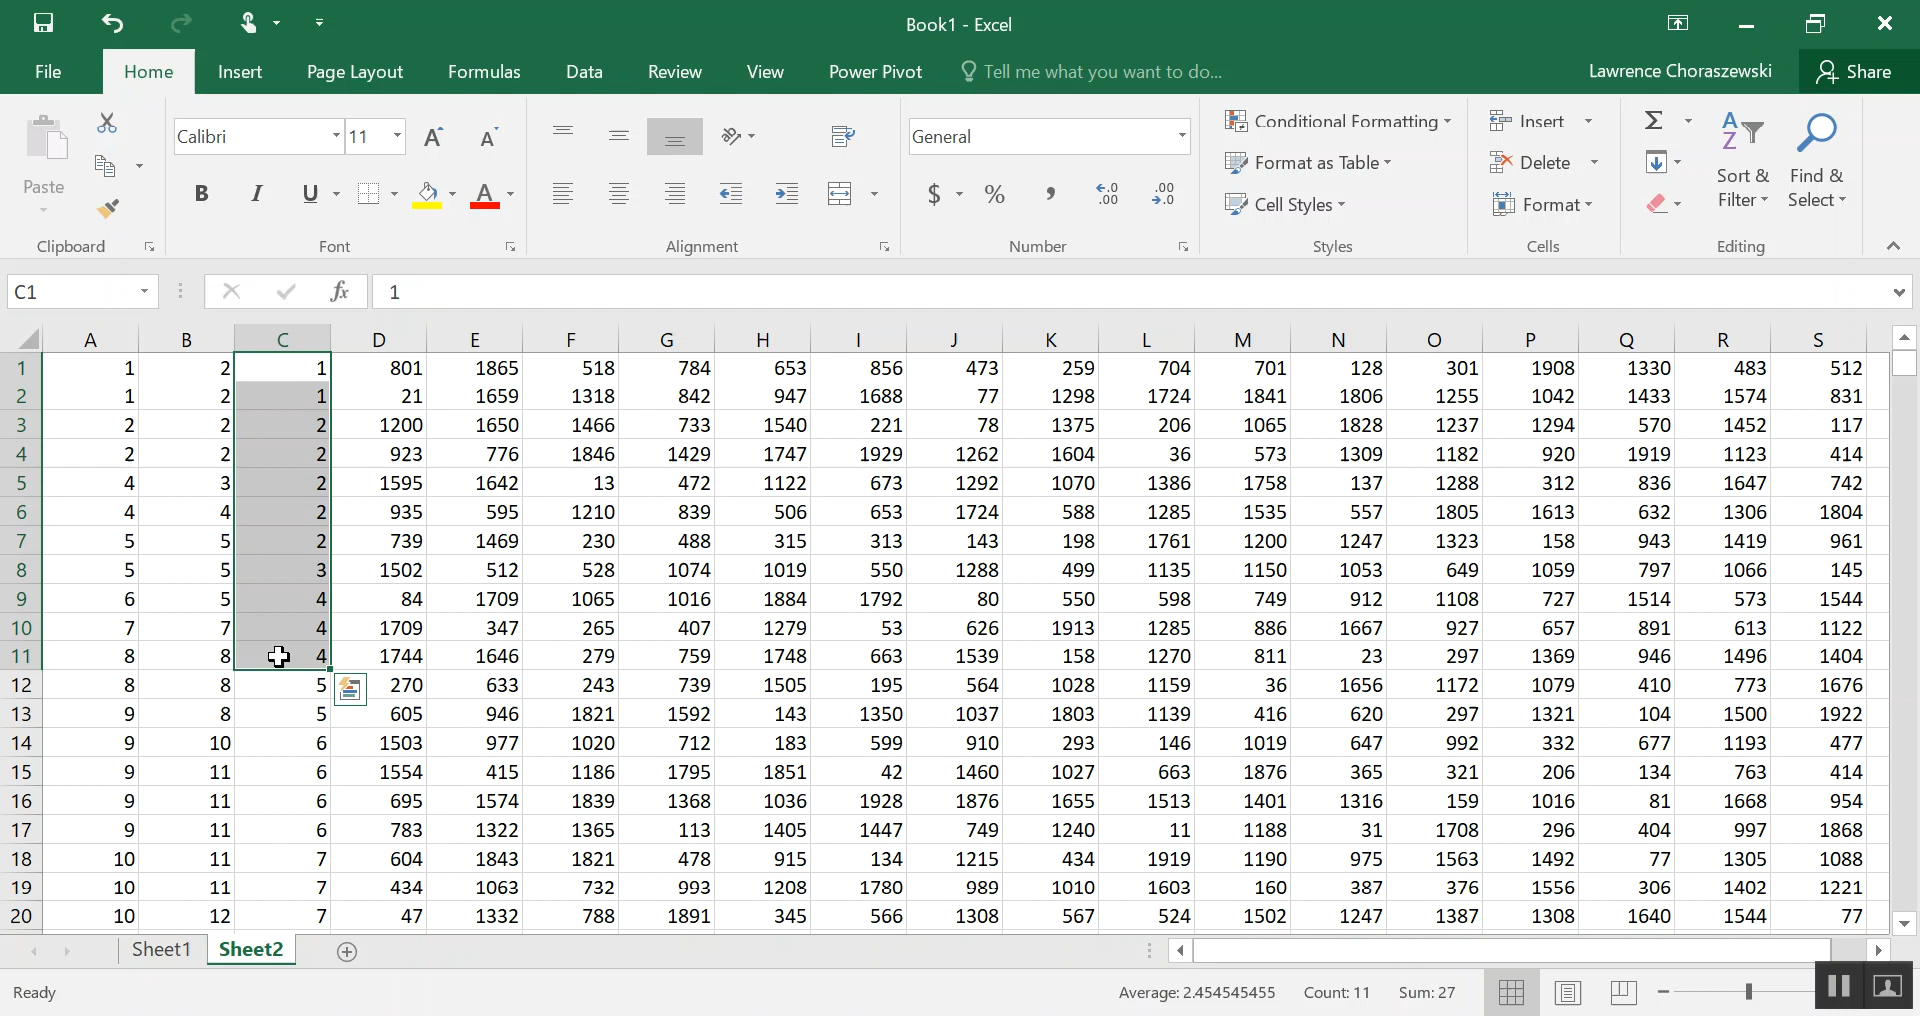 Book1 - Excel
File Home Insert Page Layout Formulas Data Review View Power Pivot Tell me what you want to do... Lawrence Choraszewski Share
Paste
Clipboard
Calibri 11 A A
B I U A
Font
Alignment
General
$ % , .0 .00 .00 .0
Number
Conditional Formatting
Format as Table
Cell Styles
Styles
Insert
Delete
Format
Cells
Σ
A Z
Sort & Filter
Find & Select
Editing
C1 fx 1
A B C D E F G H I J K L M N O P Q R S
1 1 2 1 801 1865 518 784 653 856 473 259 704 701 128 301 1908 1330 483 512
2 1 2 1 21 1659 1318 842 947 1688 77 1298 1724 1841 1806 1255 1042 1433 1574 831
3 2 2 2 1200 1650 1466 733 1540 221 78 1375 206 1065 1828 1237 1294 570 1452 117
4 2 2 2 923 776 1846 1429 1747 1929 1262 1604 36 573 1309 1182 920 1919 1123 414
5 4 3 2 1595 1642 13 472 1122 673 1292 1070 1386 1758 137 1288 312 836 1647 742
6 4 4 2 935 595 1210 839 506 653 1724 588 1285 1535 557 1805 1613 632 1306 1804
7 5 5 2 739 1469 230 488 315 313 143 198 1761 1200 1247 1323 158 943 1419 961
8 5 5 3 1502 512 528 1074 1019 550 1288 499 1135 1150 1053 649 1059 797 1066 145
9 6 5 4 84 1709 1065 1016 1884 1792 80 550 598 749 912 1108 727 1514 573 1544
10 7 7 4 1709 347 265 407 1279 53 626 1913 1285 886 1667 927 657 891 613 1122
11 8 8 4 1744 1646 279 759 1748 663 1539 158 1270 811 23 297 1369 946 1496 1404
12 8 8 5 270 633 243 739 1505 195 564 1028 1159 36 1656 1172 1079 410 773 1676
13 9 8 5 605 946 1821 1592 143 1350 1037 1803 1139 416 620 297 1321 104 1500 1922
14 9 10 6 1503 977 1020 712 183 599 910 293 146 1019 647 992 332 677 1193 477
15 9 11 6 1554 415 1186 1795 1851 42 1460 1027 663 1876 365 321 206 134 763 414
16 9 11 6 695 1574 1839 1368 1036 1928 1876 1655 1513 1401 1316 159 1016 81 1668 954
17 9 11 6 783 1322 1365 113 1405 1447 749 1240 11 1188 31 1708 296 404 997 1868
18 10 11 7 604 1843 1821 478 915 134 1215 434 1919 1190 975 1563 1492 77 1305 1088
19 10 11 7 434 1063 732 993 1208 1780 989 1010 1603 160 387 376 1556 306 1402 1221
20 10 12 7 47 1332 788 1891 345 566 1308 567 524 1502 1247 1387 1308 1640 1544 77
Sheet1 Sheet2
Ready Average: 2.454545455 Count: 11 Sum: 27